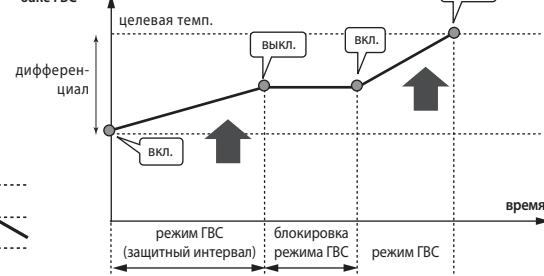 баке ГВС
целевая темп.
выкл.
вкл.
дифферен-
циал
вкл.
время
режим ГВС
(защитный интервал)
блокировка
режима ГВС
режим ГВС